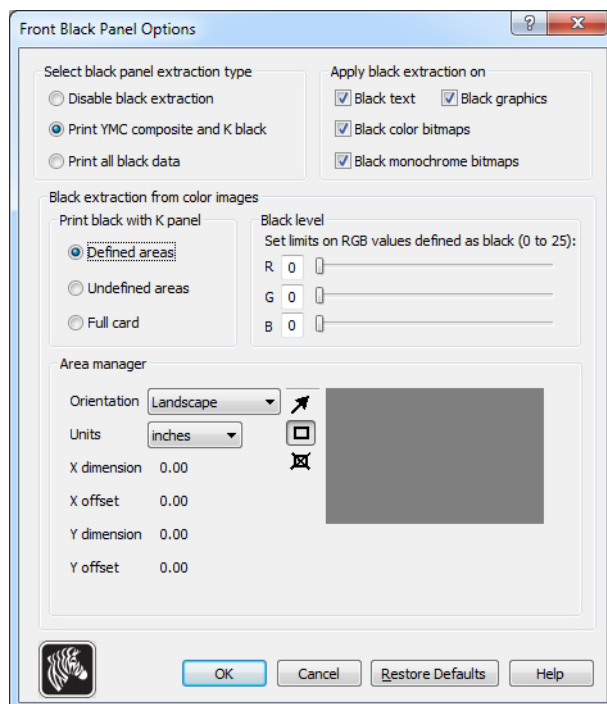 Front Black Panel Options
Select black panel extraction type
Disable black extraction
Print YMC composite and K black
Print all black data
Apply black extraction on
Black text
Black graphics
Black color bitmaps
Black monochrome bitmaps
Black extraction from color images
Print black with K panel
Defined areas
Undefined areas
Full card
Black level
Set limits on RGB values defined as black (0 to 25):
R 0
G 0
B 0
Area manager
Orientation Landscape
Units inches
X dimension 0.00
X offset 0.00
Y dimension 0.00
Y offset 0.00
OK
Cancel
Restore Defaults
Help